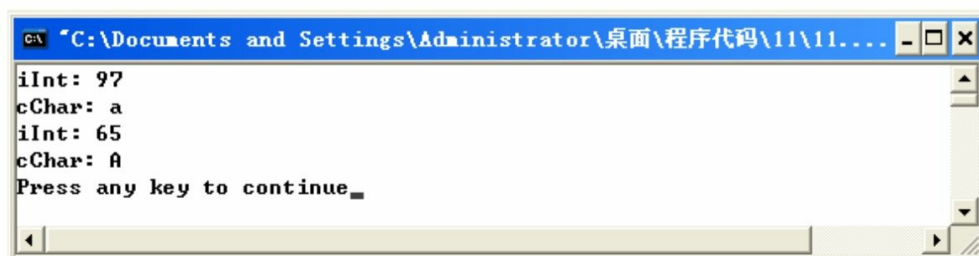 "C:\Documents and Settings\Administrator\桌面\程序代码\11\11....
iInt: 97
cChar: a
iInt: 65
cChar: A
Press any key to continue_